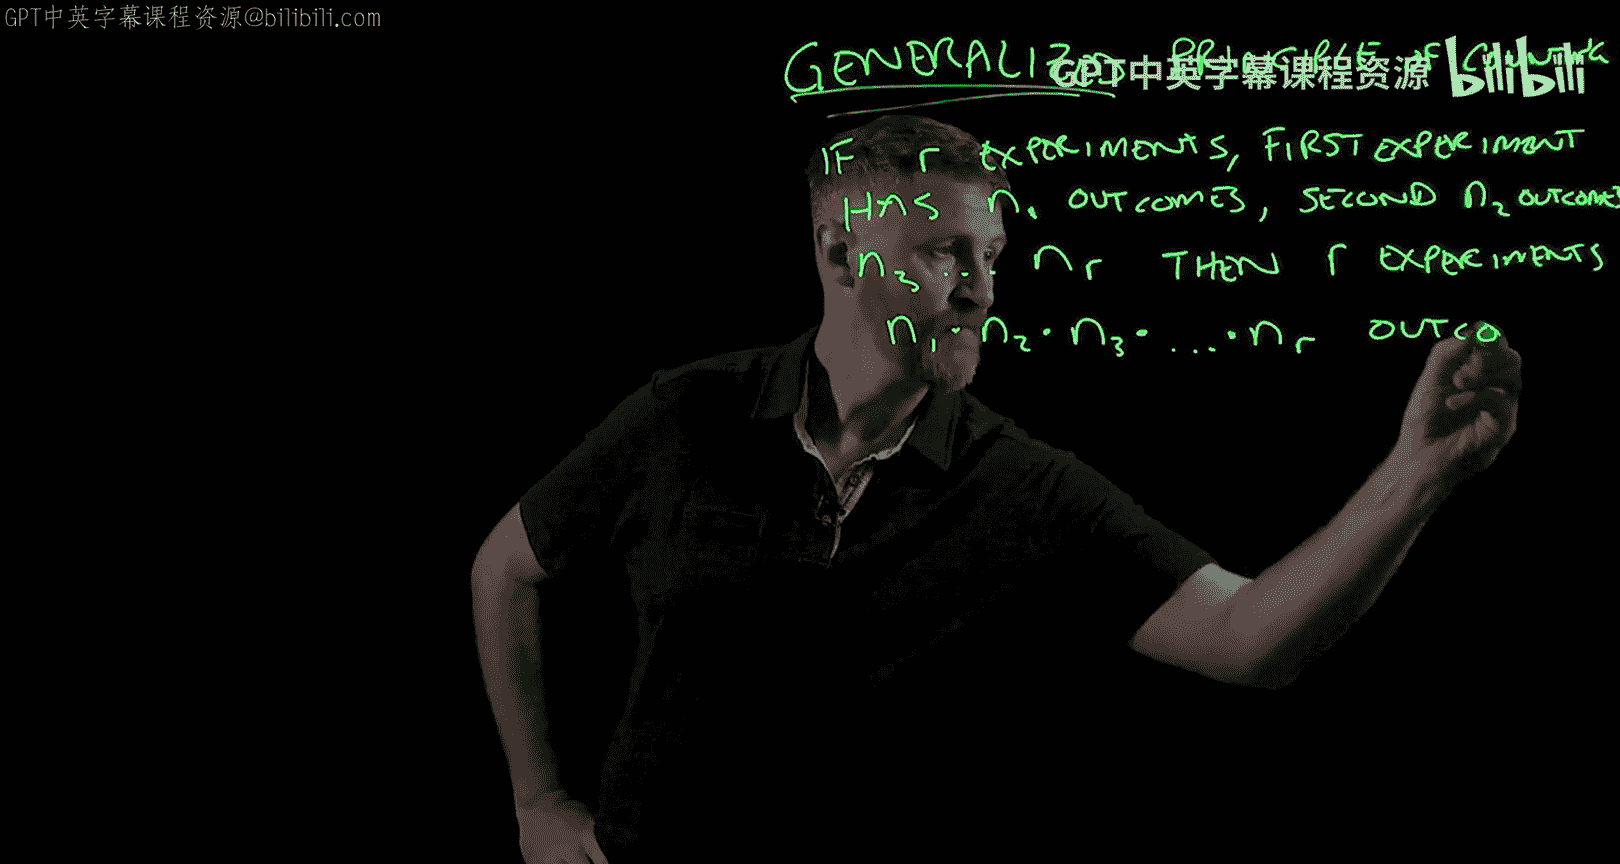 GPT中英字幕课程资源@bilibili.com
GENERALIZED PRINCIPLE OF
GPT中英字幕课程资源 bilibili
IF r EXPERIMENTS, FIRST EXPERIMENT
HAS n₁ OUTCOMES, SECOND n₂ OUTCOMES
n₃ ... nᵣ THEN r EXPERIMENTS
n₁ · n₂ · n₃ · ... · nᵣ OUTCO